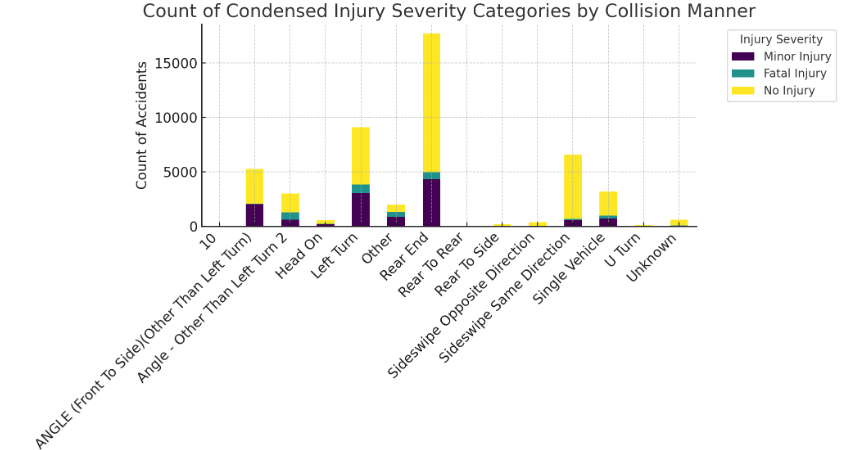 Count of Condensed Injury Severity Categories by Collision Manner
Injury Severity
Minor Injury
Fatal Injury
No Injury
Count of Accidents
15000
10000
5000
0
10
ANGLE (Front To Side)(Other Than Left Turn)
Angle - Other Than Left Turn 2
Head On
Left Turn
Other
Rear End
Rear To Rear
Rear To Side
Sideswipe Opposite Direction
Sideswipe Same Direction
Single Vehicle
U Turn
Unknown